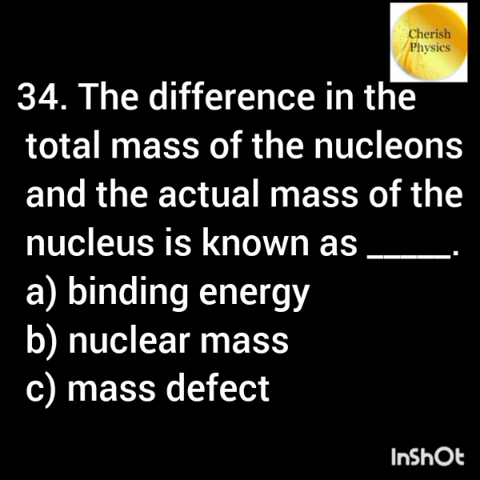 Cherish
Physics
34. The difference in the
total mass of the nucleons
and the actual mass of the
nucleus is known as _____.
a) binding energy
b) nuclear mass
c) mass defect
InShOt